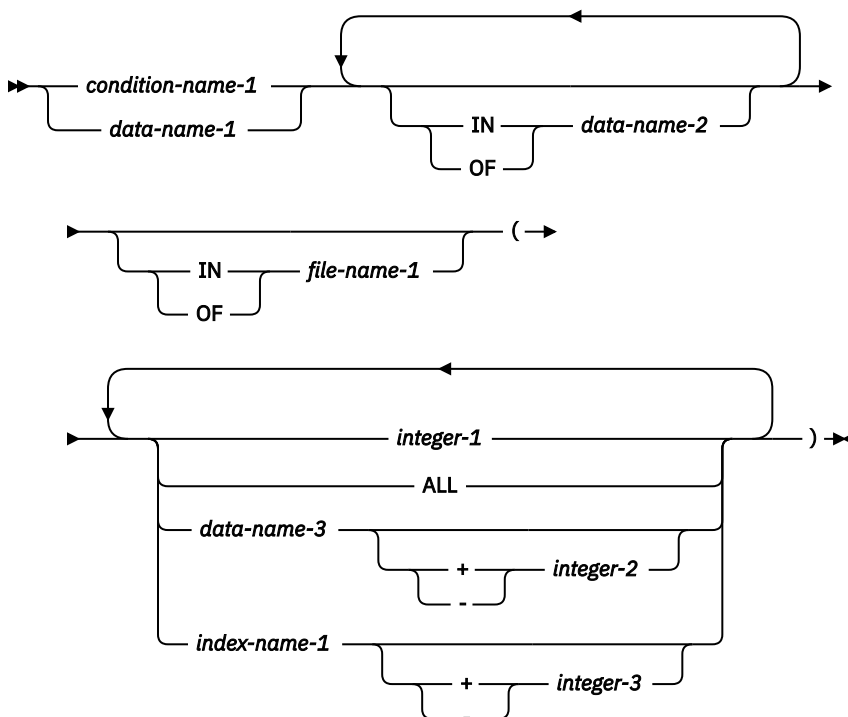 condition-name-1
data-name-1
IN data-name-2
OF
(
IN file-name-1
OF
integer-1
)
ALL
data-name-3
+ integer-2
-
index-name-1
+ integer-3
-